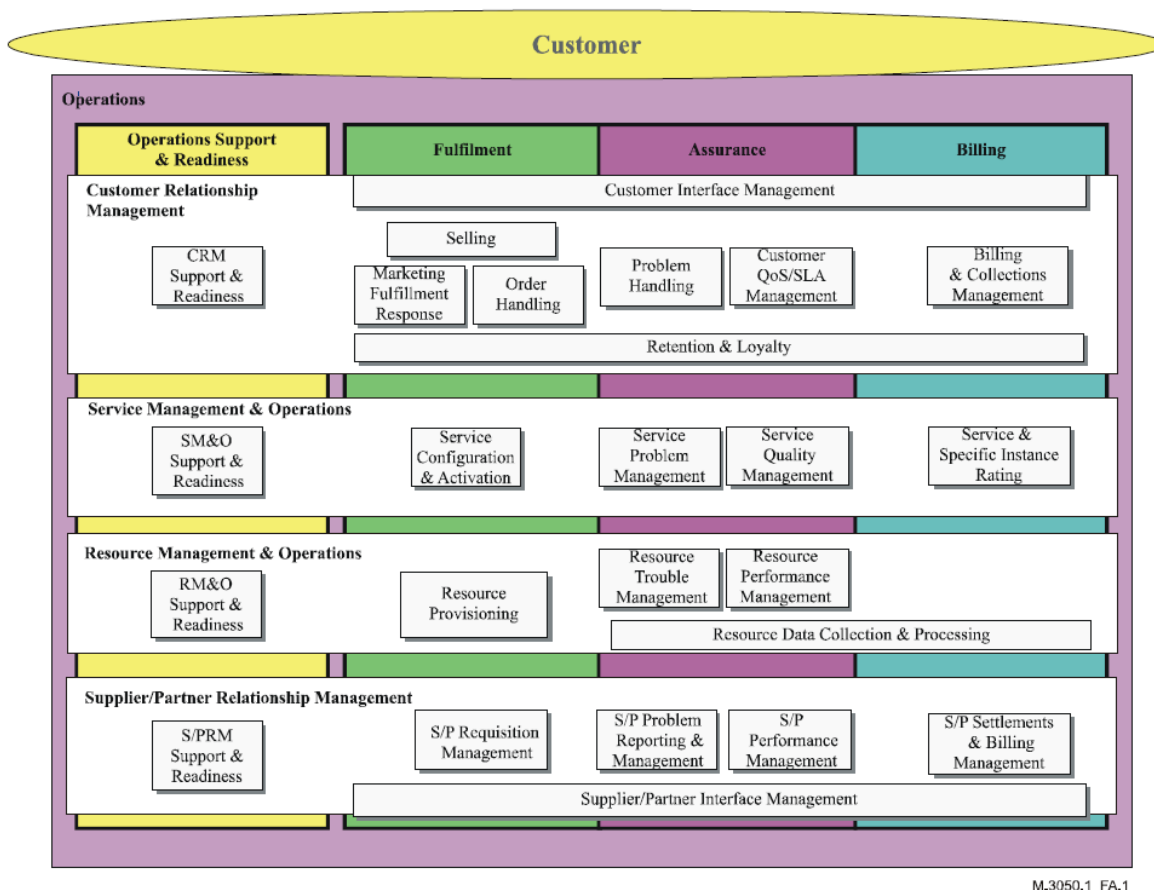 Customer
Operations
Operations Support
& Readiness
Fulfilment
Assurance
Billing
Customer Relationship
Management
Customer Interface Management
CRM
Support &
Readiness
Selling
Marketing
Fulfillment
Response
Order
Handling
Problem
Handling
Customer
QoS/SLA
Management
Billing
& Collections
Management
Retention & Loyalty
Service Management & Operations
SM&O
Support &
Readiness
Service
Configuration
& Activation
Service
Problem
Management
Service
Quality
Management
Service &
Specific Instance
Rating
Resource Management & Operations
RM&O
Support &
Readiness
Resource
Provisioning
Resource
Trouble
Management
Resource
Performance
Management
Resource Data Collection & Processing
Supplier/Partner Relationship Management
S/PRM
Support &
Readiness
S/P Requisition
Management
S/P Problem
Reporting &
Management
S/P
Performance
Management
S/P Settlements
& Billing
Management
Supplier/Partner Interface Management
M.3050.1_FA.1